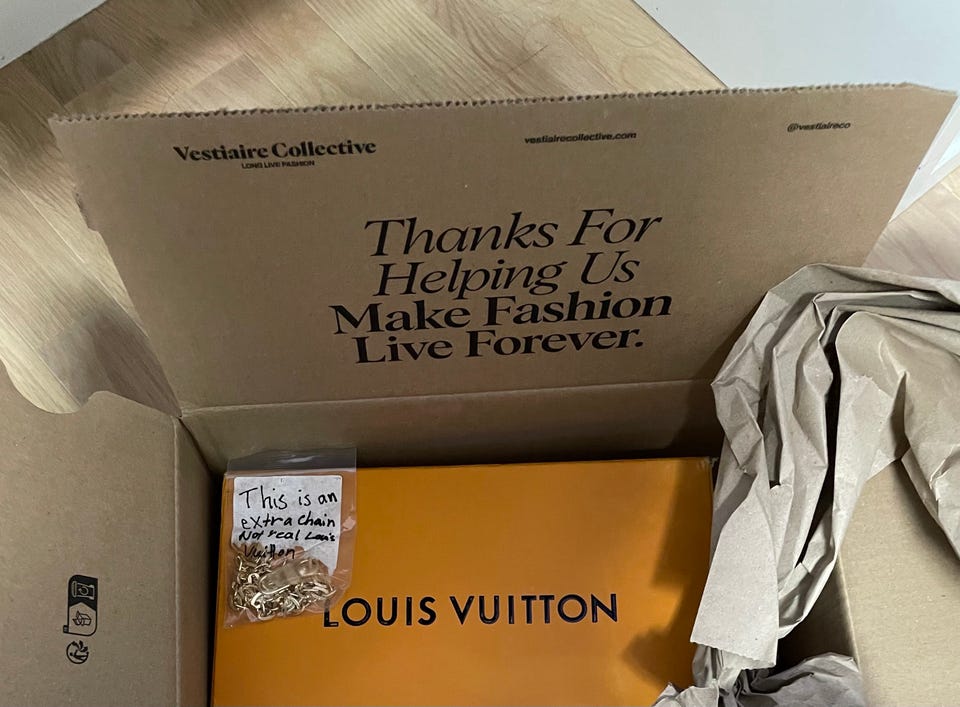 Vestiaire Collective
LONG LIVE FASHION
vestiairecollective.com
@vestiaireco
Thanks For
Helping Us
Make Fashion
Live Forever.
This is an
extra chain
Not real Louis
Vuitton
LOUIS VUITTON